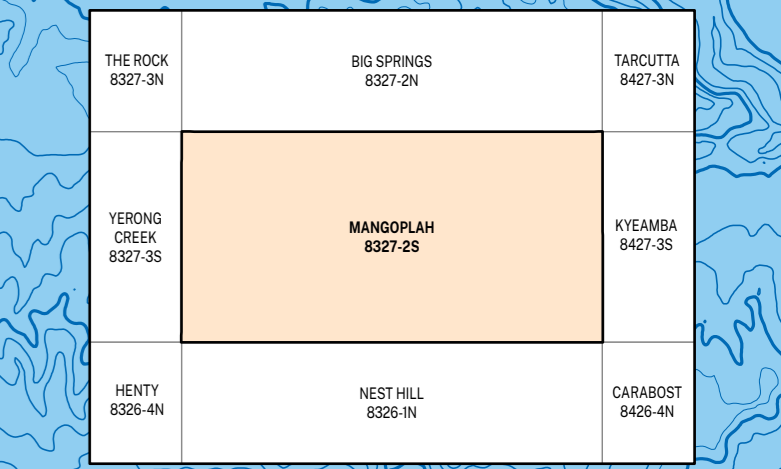 THE ROCK
8327-3N
BIG SPRINGS
8327-2N
TARCUTTA
8427-3N
YERONG
CREEK
8327-3S
MANGOPLAH
8327-2S
KYEAMBA
8427-3S
HENTY
8326-4N
NEST HILL
8326-1N
CARABOST
8426-4N